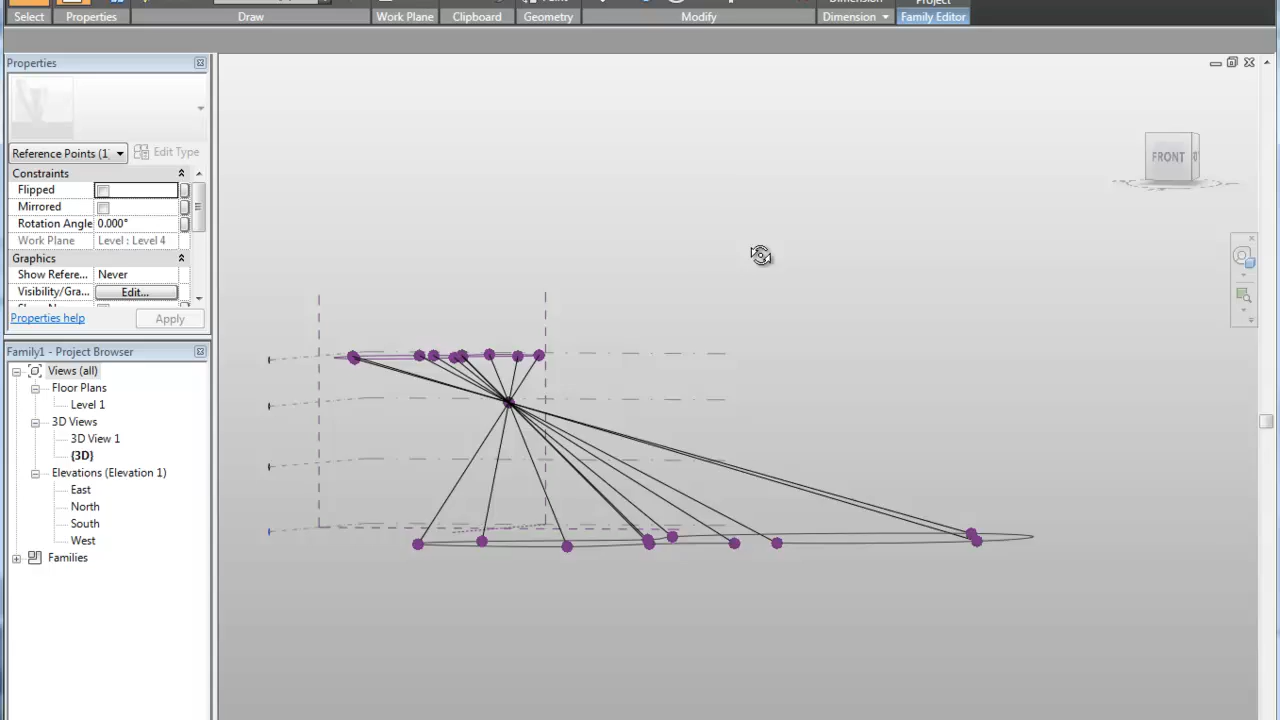 Project
Dimension
Select Properties Draw Work Plane Clipboard Geometry Modify Dimension Family Editor
Properties
Reference Points (1 Edit Type
Constraints
Flipped
Mirrored
Rotation Angle 0.000°
Work Plane Level : Level 4
Graphics
Show Refere... Never
Visibility/Gra... Edit...
Properties help Apply
Family1 - Project Browser
Views (all)
Floor Plans
Level 1
3D Views
3D View 1
{3D}
Elevations (Elevation 1)
East
North
South
West
Families
FRONT